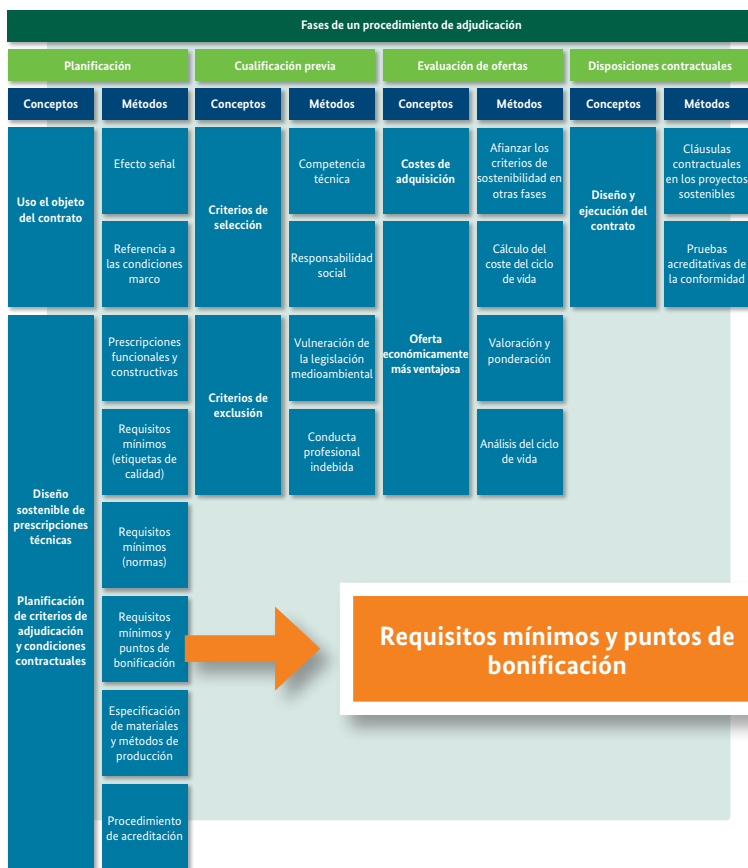 Fases de un procedimiento de adjudicación
Planificación
Cualificación previa
Evaluación de ofertas
Disposiciones contractuales
Conceptos
Métodos
Conceptos
Métodos
Conceptos
Métodos
Conceptos
Métodos
Uso el objeto
del contrato
Efecto señal
Referencia a
las condiciones
marco
Diseño
sostenible de
prescripciones
técnicas
Planificación
de criterios de
adjudicación
y condiciones
contractuales
Prescripciones
funcionales y
constructivas
Requisitos
mínimos
(etiquetas de
calidad)
Requisitos
mínimos
(normas)
Requisitos
mínimos y
puntos de
bonificación
Especificación
de materiales
y métodos de
producción
Procedimiento
de acreditación
Criterios de
selección
Competencia
técnica
Responsabilidad
social
Criterios de
exclusión
Vulneración de
la legislación
medioambiental
Conducta
profesional
indebida
Costes de
adquisición
Afianzar los
criterios de
sostenibilidad en
otras fases
Oferta
económicamente
más ventajosa
Cálculo del
coste del ciclo
de vida
Valoración y
ponderación
Análisis del ciclo
de vida
Diseño y
ejecución del
contrato
Cláusulas
contractuales
en los proyectos
sostenibles
Pruebas
acreditativas de
la conformidad
Requisitos mínimos y puntos de
bonificación